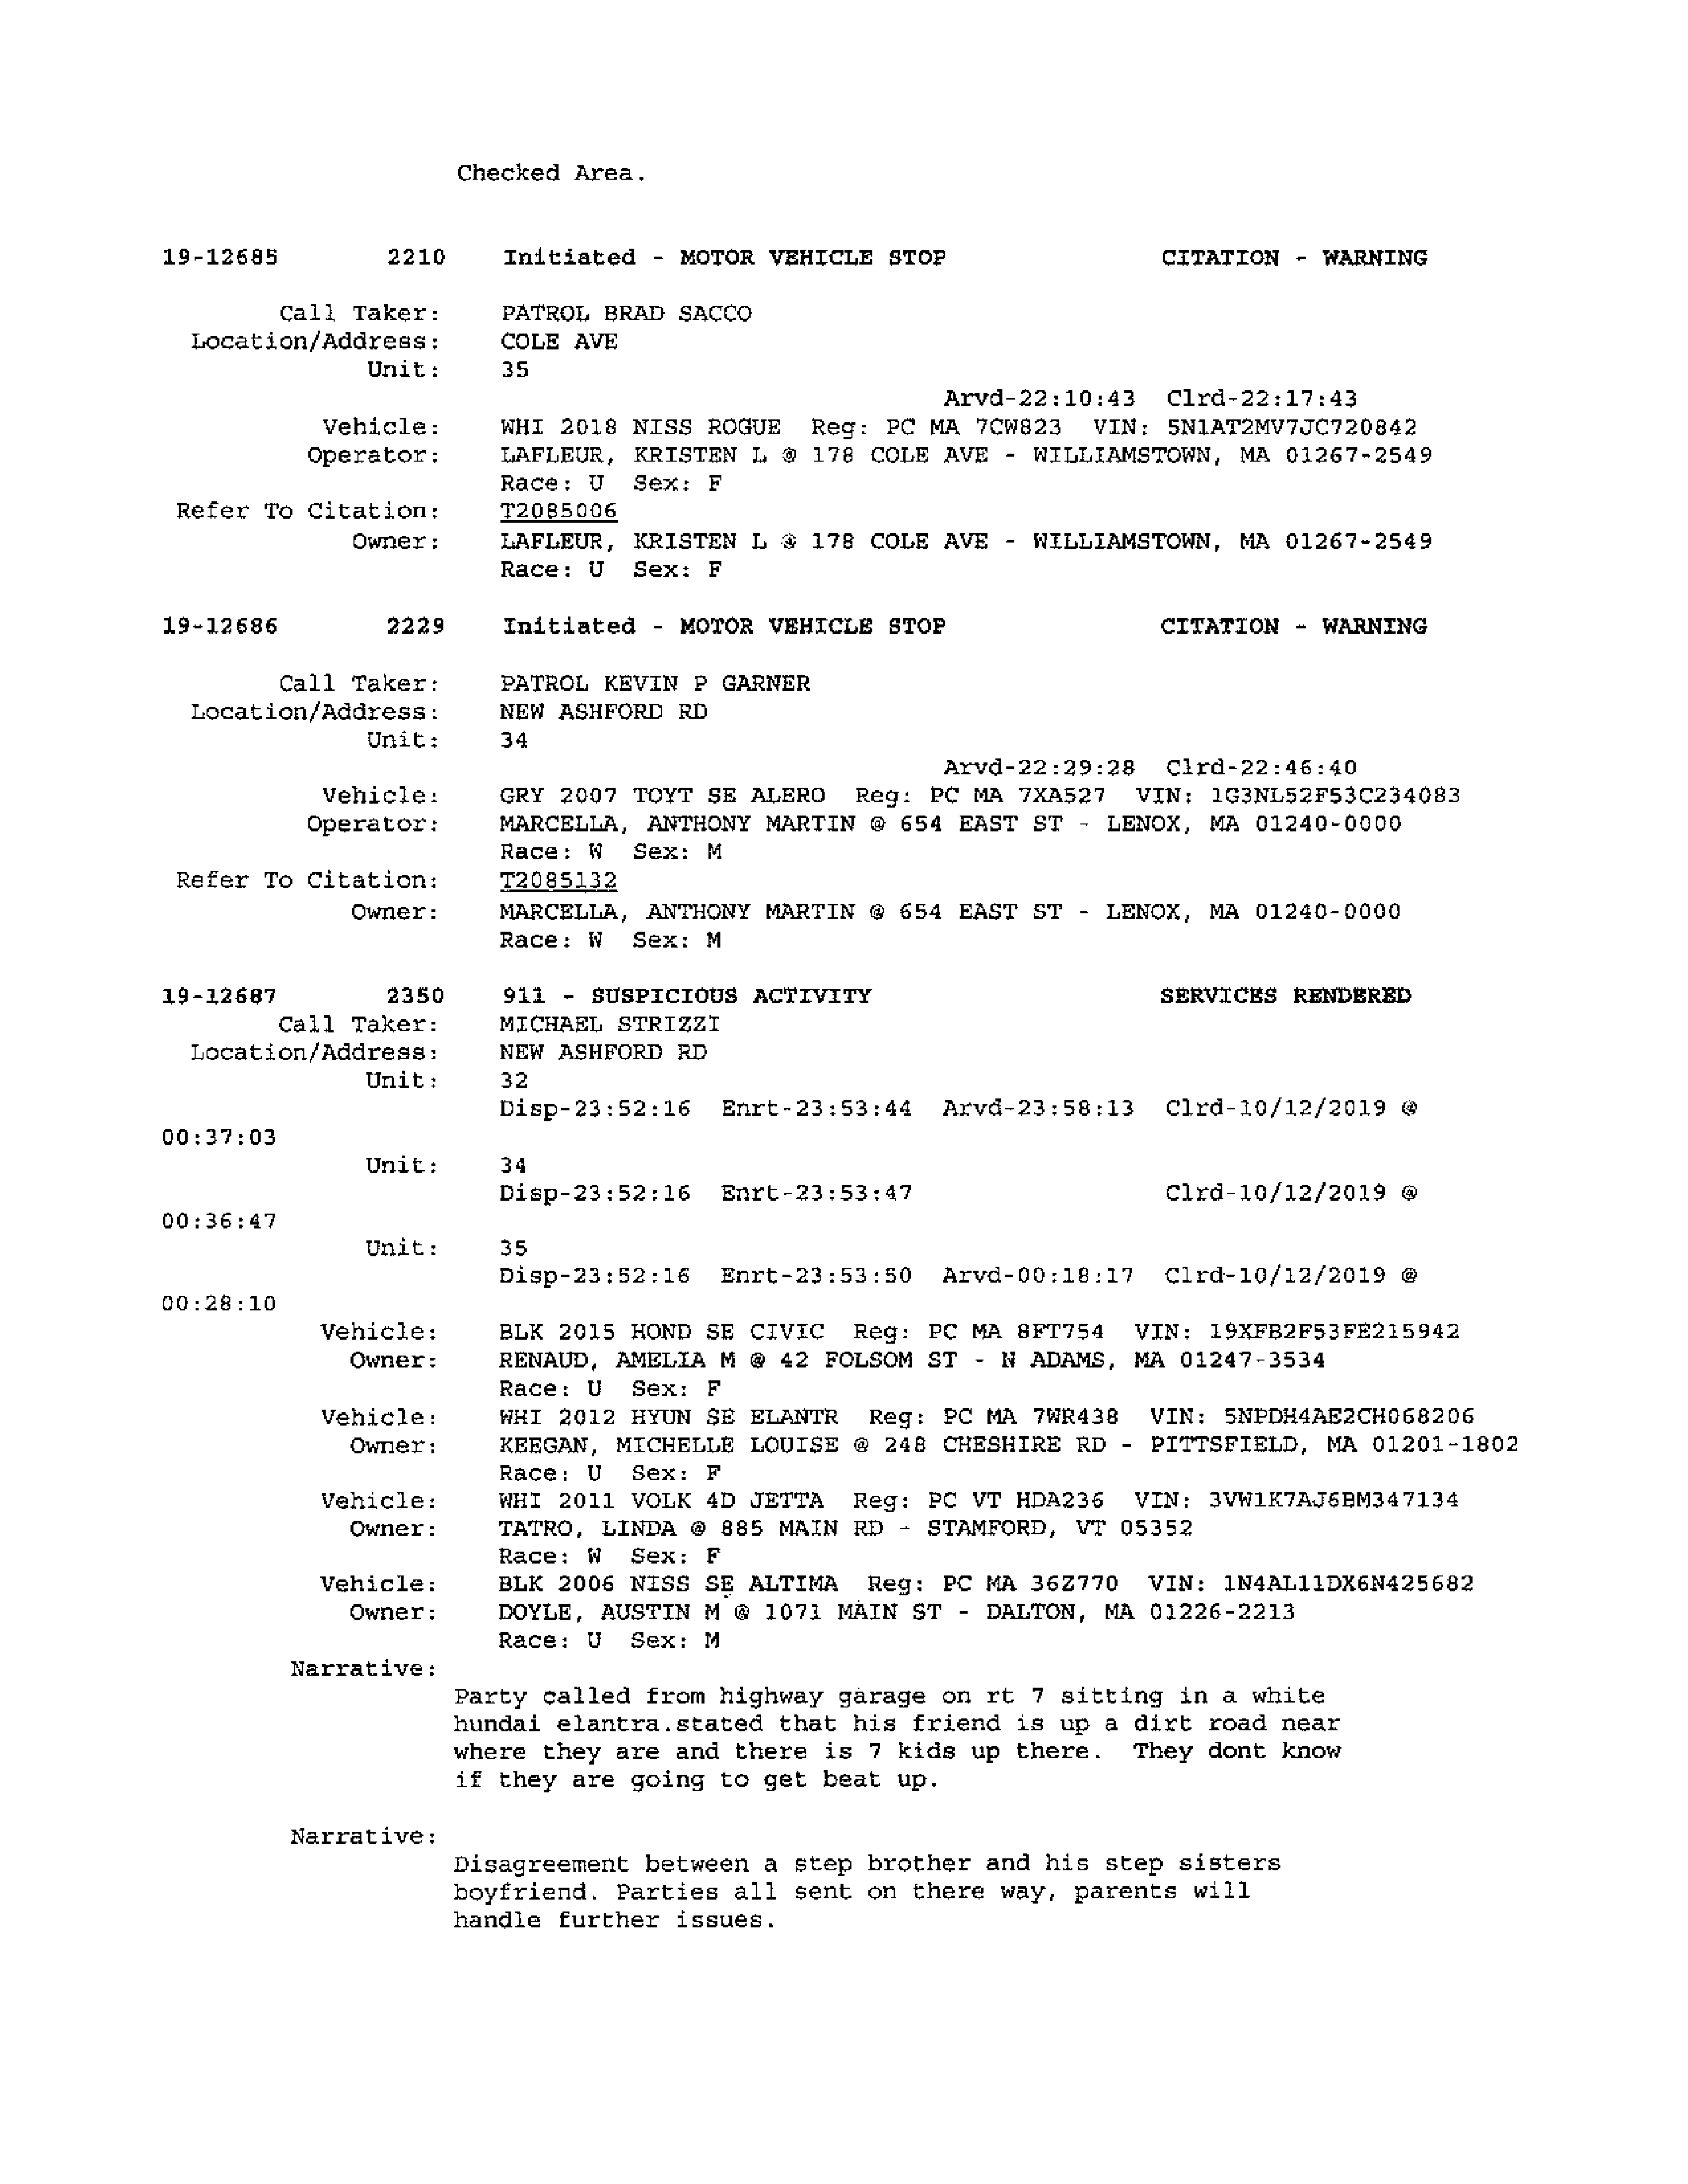 Checked Area.
19-12685 2210 Initiated - MOTOR VEHICLE STOP CITATION - WARNING
Call Taker: PATROL BRAD SACCO
Location/Address: COLE AVE
Unit: 35
Arvd-22:10:43 Clrd-22:17:43
Vehicle: WHI 2018 NISS ROGUE Reg: PC MA 7CW823 VIN: 5N1AT2MV7JC720842
Operator: LAFLEUR, KRISTEN L @ 178 COLE AVE - WILLIAMSTOWN, MA 01267-2549
Race: U Sex: F
Refer To Citation: T2085006
Owner: LAFLEUR, KRISTEN L @ 178 COLE AVE - WILLIAMSTOWN, MA 01267-2549
Race: U Sex: F
19-12686 2229 Initiated - MOTOR VEHICLE STOP CITATION - WARNING
Call Taker: PATROL KEVIN P GARNER
Location/Address: NEW ASHFORD RD
Unit: 34
Arvd-22:29:28 Clrd-22:46:40
Vehicle: GRY 2007 TOYT SE ALERO Reg: PC MA 7XA527 VIN: 1G3NL52F53C234083
Operator: MARCELLA, ANTHONY MARTIN @ 654 EAST ST - LENOX, MA 01240-0000
Race: W Sex: M
Refer To Citation: T2085132
Owner: MARCELLA, ANTHONY MARTIN @ 654 EAST ST - LENOX, MA 01240-0000
Race: W Sex: M
19-12687 2350 911 - SUSPICIOUS ACTIVITY SERVICES RENDERED
Call Taker: MICHAEL STRIZZI
Location/Address: NEW ASHFORD RD
Unit: 32
Disp-23:52:16 Enrt-23:53:44 Arvd-23:58:13 Clrd-10/12/2019 @
00:37:03
Unit: 34
Disp-23:52:16 Enrt-23:53:47 Clrd-10/12/2019 @
00:36:47
Unit: 35
Disp-23:52:16 Enrt-23:53:50 Arvd-00:18:17 Clrd-10/12/2019 @
00:28:10
Vehicle: BLK 2015 HOND SE CIVIC Reg: PC MA 8FT754 VIN: 19XFB2F53FE215942
Owner: RENAUD, AMELIA M @ 42 FOLSOM ST - N ADAMS, MA 01247-3534
Race: U Sex: F
Vehicle: WHI 2012 HYUN SE ELANTR Reg: PC MA 7WR438 VIN: 5NPDH4AE2CH068206
Owner: KEEGAN, MICHELLE LOUISE @ 248 CHESHIRE RD - PITTSFIELD, MA 01201-1802
Race: U Sex: F
Vehicle: WHI 2011 VOLK 4D JETTA Reg: PC VT HDA236 VIN: 3VW1K7AJ6BM347134
Owner: TATRO, LINDA @ 885 MAIN RD - STAMFORD, VT 05352
Race: W Sex: F
Vehicle: BLK 2006 NISS SE ALTIMA Reg: PC MA 36Z770 VIN: 1N4AL11DX6N425682
Owner: DOYLE, AUSTIN M @ 1071 MAIN ST - DALTON, MA 01226-2213
Race: U Sex: M
Narrative:
Party called from highway garage on rt 7 sitting in a white
hundai elantra.stated that his friend is up a dirt road near
where they are and there is 7 kids up there. They dont know
if they are going to get beat up.
Narrative:
Disagreement between a step brother and his step sisters
boyfriend. Parties all sent on there way, parents will
handle further issues.